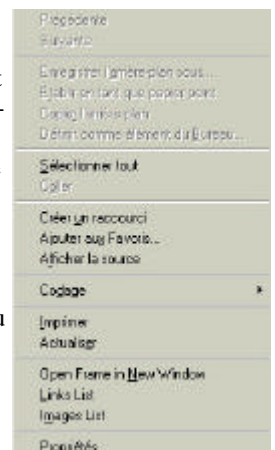 Précédente
Suivante
Enregistrer l'arrière-plan sous...
Etablir en tant que papier peint
Copier l'arrière-plan
Définir comme élément du Bureau...
Sélectionner tout
Coller
Créer un raccourci
Ajouter aux Favoris...
Afficher la source
Codage
Imprimer
Actualiser
Open Frame in New Window
Links List
Images List
Propriétés